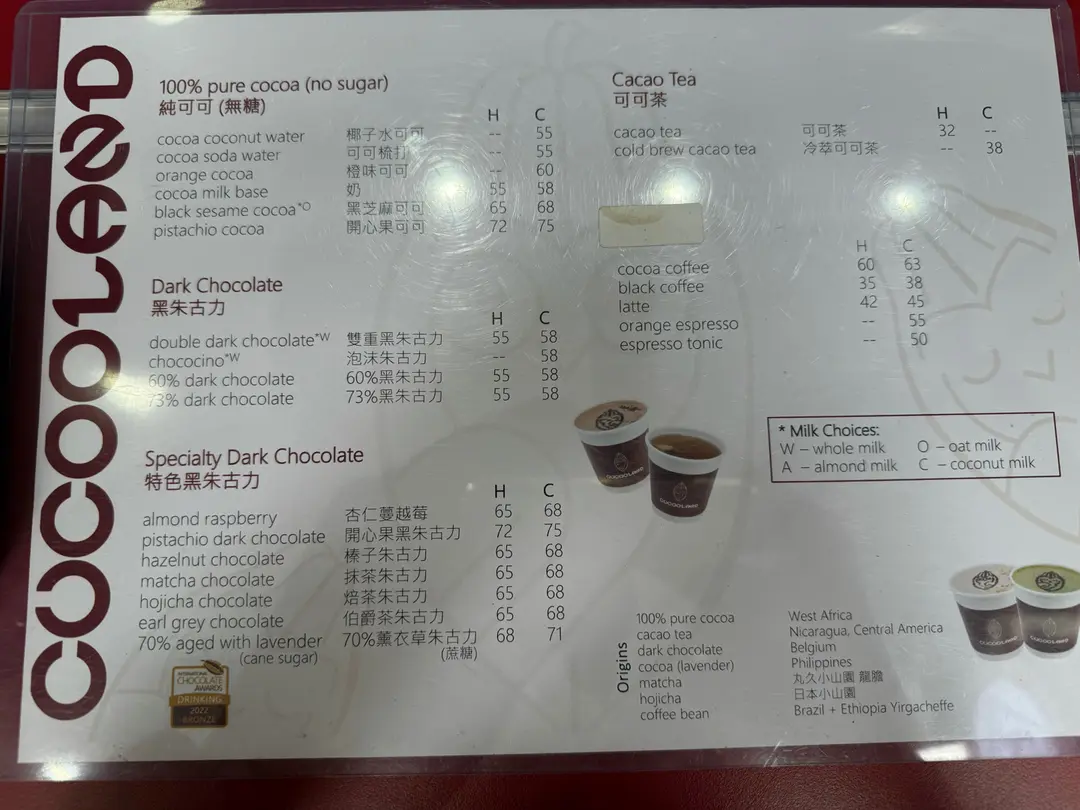 COCOOLAED
100% pure cocoa (no sugar)
純可可 (無糖)
H C
cocoa coconut water 椰子水可可 -- 55
cocoa soda water 可可梳打 -- 55
orange cocoa 橙味可可 -- 60
cocoa milk base 奶 55 58
black sesame cocoa*O 黑芝麻可可 65 68
pistachio cocoa 開心果可可 72 75
Dark Chocolate
黑朱古力
H C
double dark chocolate*W 雙重黑朱古力 55 58
chococino*W 泡沫朱古力 -- 58
60% dark chocolate 60%黑朱古力 55 58
73% dark chocolate 73%黑朱古力 55 58
Specialty Dark Chocolate
特色黑朱古力
H C
almond raspberry 杏仁蔓越莓 65 68
pistachio dark chocolate 開心果黑朱古力 72 75
hazelnut chocolate 榛子朱古力 65 68
matcha chocolate 抹茶朱古力 65 68
hojicha chocolate 焙茶朱古力 65 68
earl grey chocolate 伯爵茶朱古力 65 68
70% aged with lavender 70%薰衣草朱古力 68 71
(cane sugar) (蔗糖)
INTERNATIONAL
CHOCOLATE
AWARDS
DRINKING
2022
BRONZE
Cacao Tea
可可茶
H C
cacao tea 可可茶 32 --
cold brew cacao tea 冷萃可可茶 -- 38
H C
cocoa coffee 60 63
black coffee 35 38
latte 42 45
orange espresso -- 55
espresso tonic -- 50
* Milk Choices:
W – whole milk O – oat milk
A – almond milk C – coconut milk
Origins
100% pure cocoa West Africa
cacao tea Nicaragua, Central America
dark chocolate Belgium
cocoa (lavender) Philippines
matcha 丸久小山園 龍膽
hojicha 日本小山園
coffee bean Brazil + Ethiopia Yirgacheffe